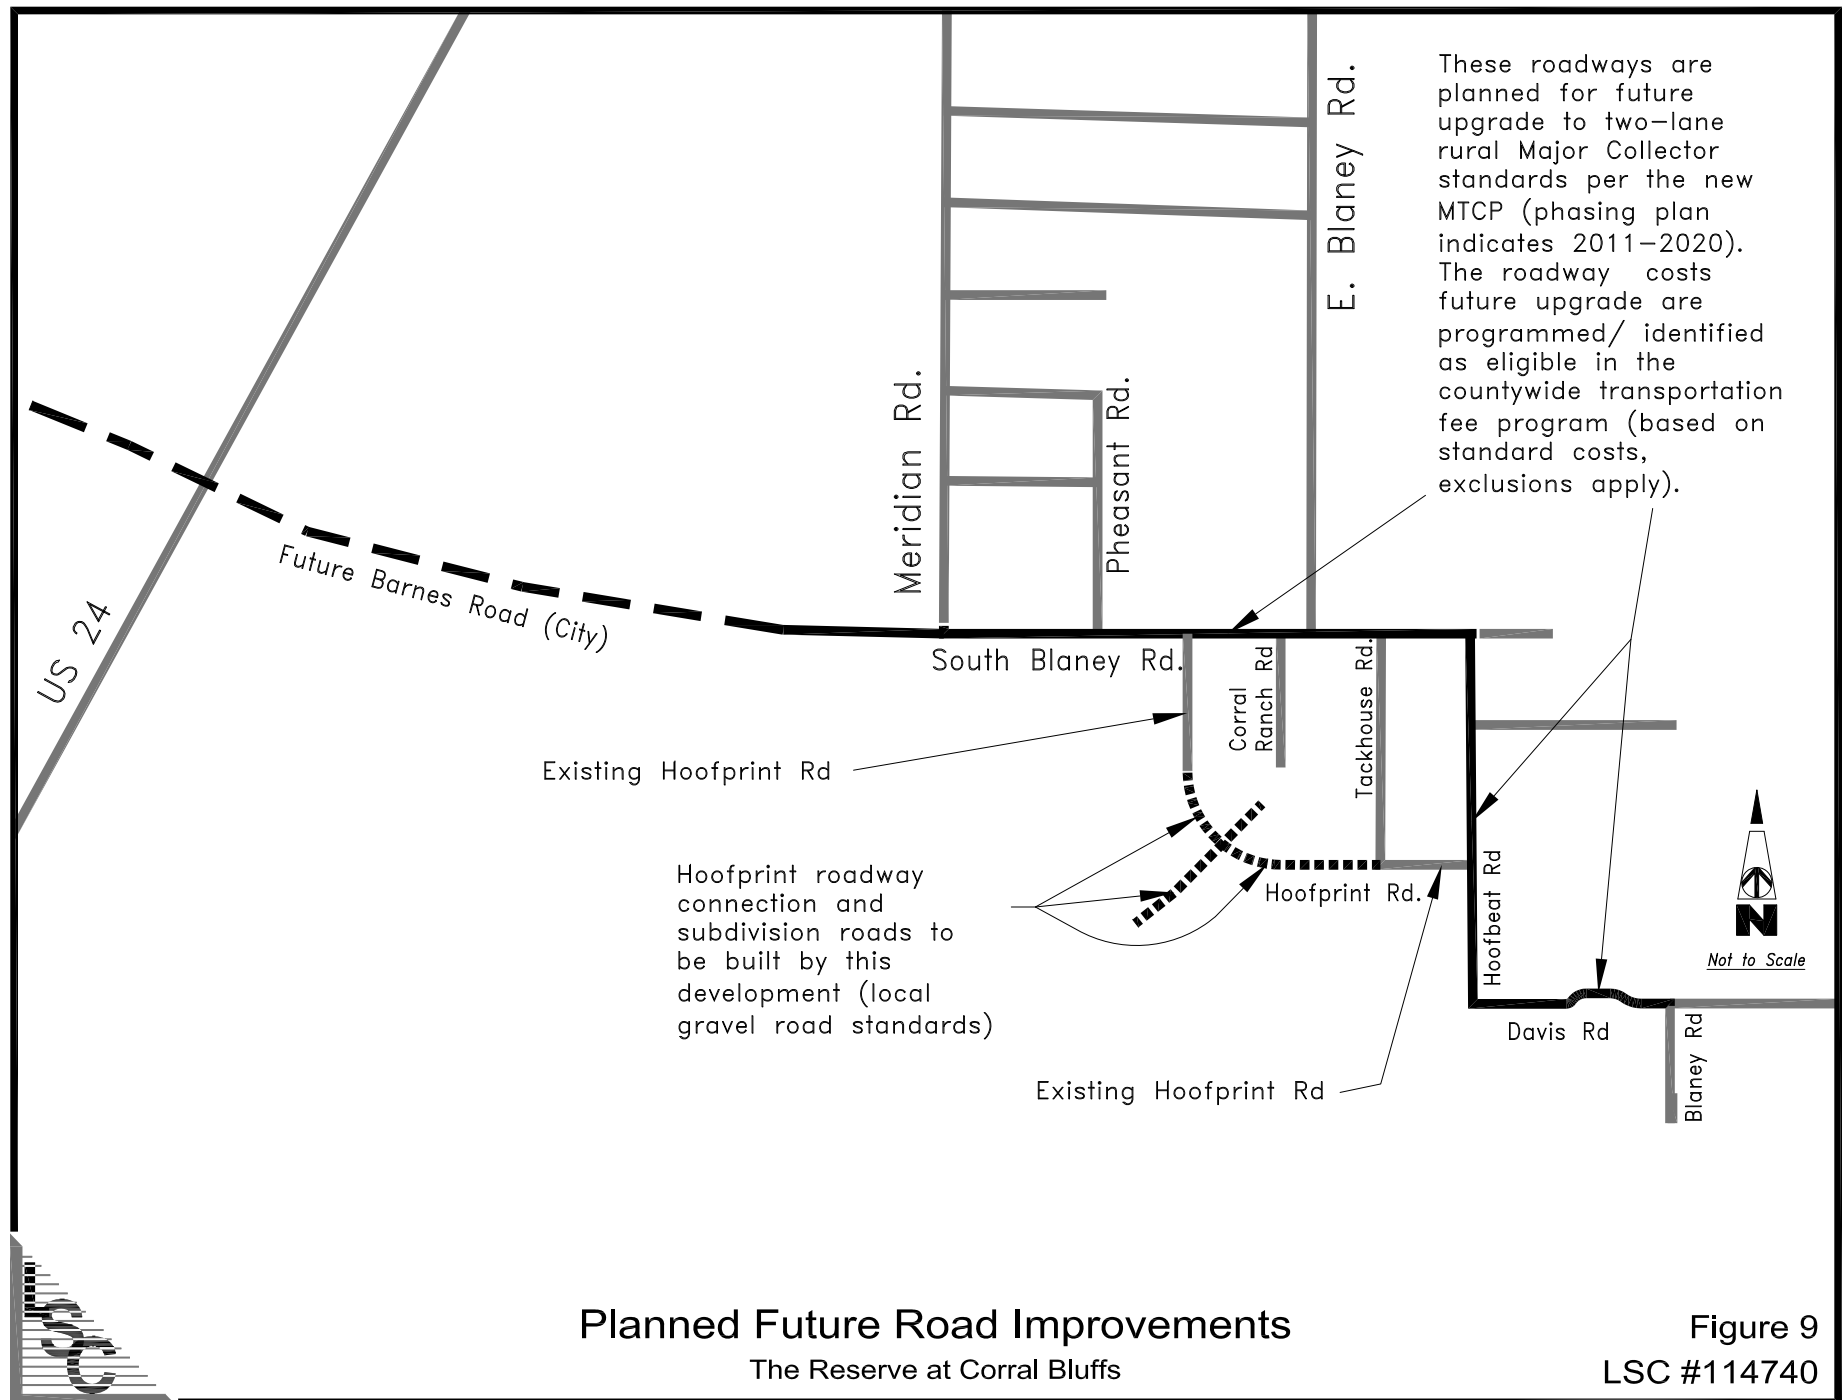 These roadways are
planned for future
upgrade to two-lane
rural Major Collector
standards per the new
MTCP (phasing plan
indicates 2011-2020).
The roadway costs
future upgrade are
programmed/ identified
as eligible in the
countywide transportation
fee program (based on
standard costs,
exclusions apply).
E. Blaney Rd.
Meridian Rd.
Pheasant Rd.
US 24
Future Barnes Road (City)
South Blaney Rd.
Corral
Ranch Rd
Tackhouse Rd.
Existing Hoofprint Rd
Hoofprint roadway
connection and
subdivision roads to
be built by this
development (local
gravel road standards)
Hoofprint Rd.
Hoofbeat Rd
N
Not to Scale
Davis Rd
Blaney Rd
Existing Hoofprint Rd
LSC
Planned Future Road Improvements
The Reserve at Corral Bluffs
Figure 9
LSC #114740